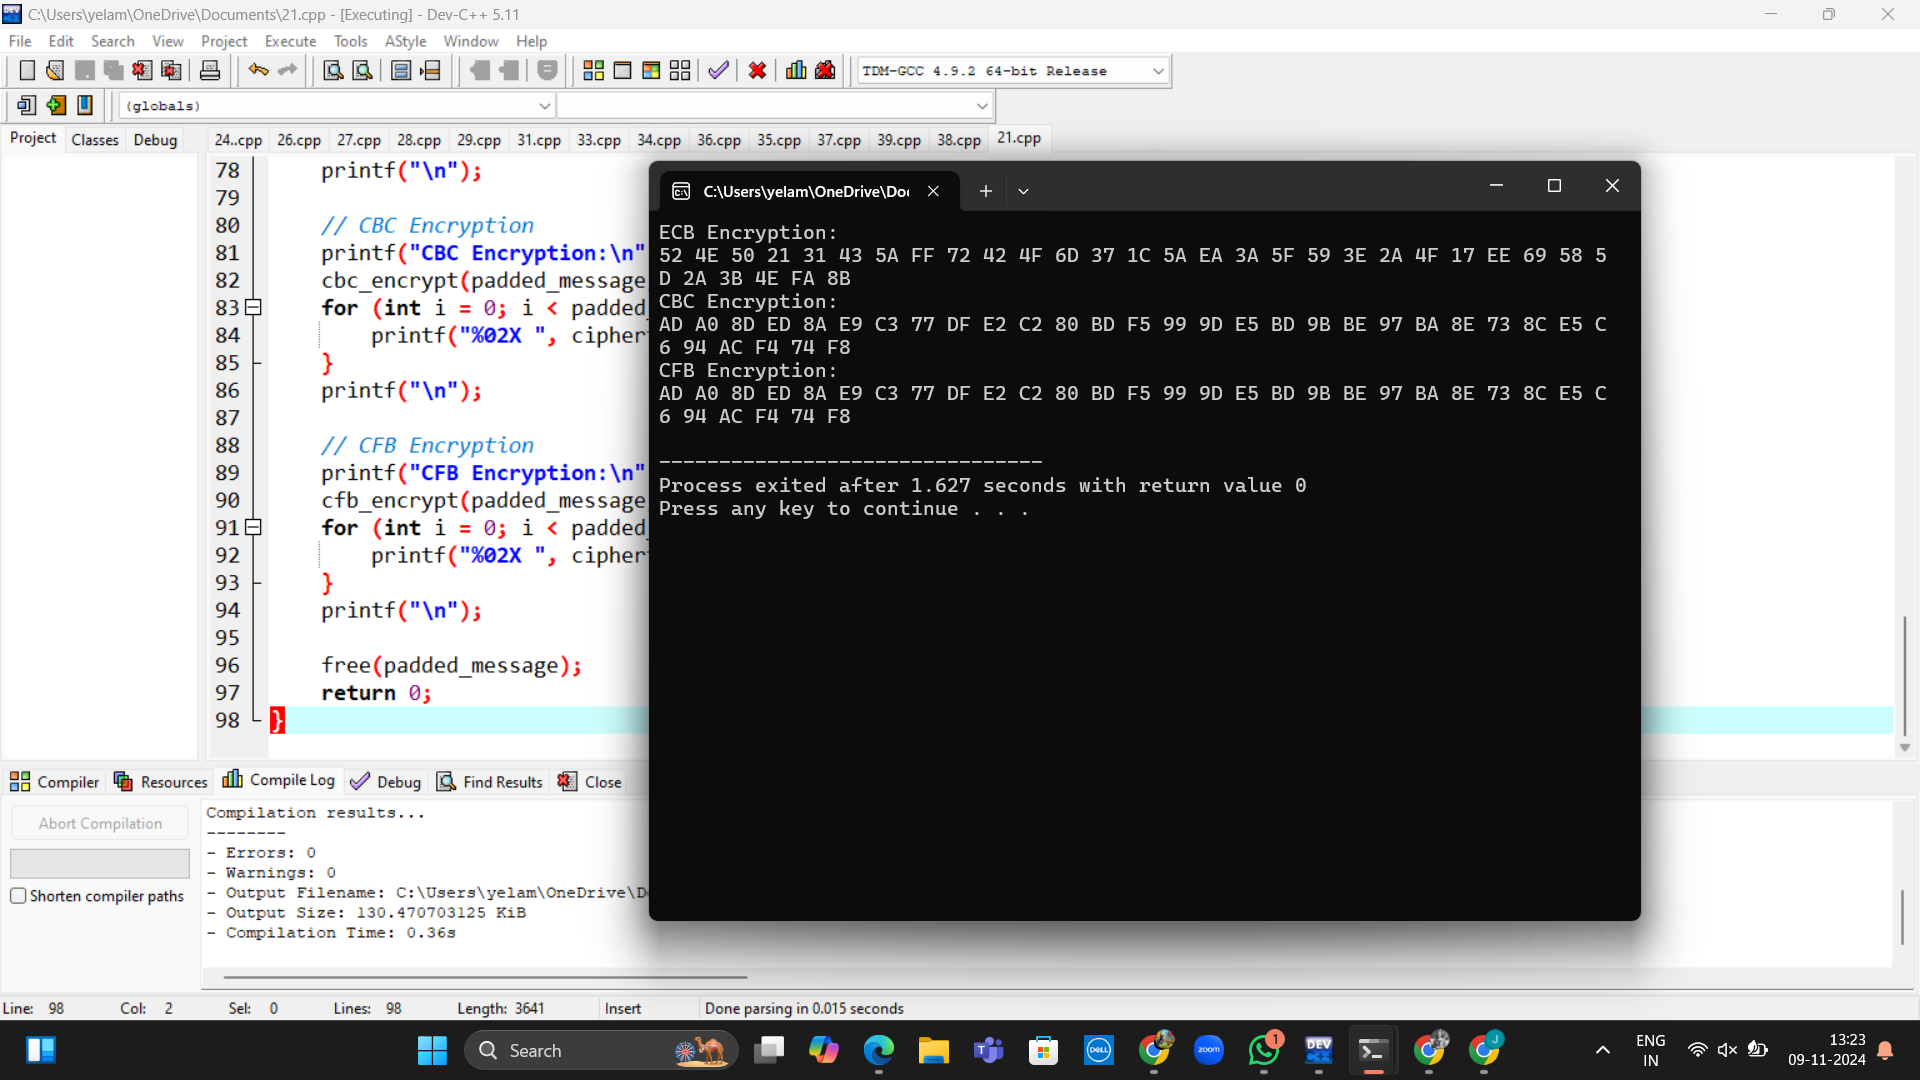 C:\Users\yelam\OneDrive\Documents\21.cpp - [Executing] - Dev-C++ 5.11
File Edit Search View Project Execute Tools AStyle Window Help
TDM-GCC 4.9.2 64-bit Release
(globals)
Project Classes Debug 24..cpp 26.cpp 27.cpp 28.cpp 29.cpp 31.cpp 33.cpp 34.cpp 36.cpp 35.cpp 37.cpp 39.cpp 38.cpp 21.cpp
78 printf("\n");
79
80 // CBC Encryption
81 printf("CBC Encryption:\n"
82 cbc_encrypt(padded_message
83 for (int i = 0; i < padded_
84 printf("%02X ", cipher
85 }
86 printf("\n");
87
88 // CFB Encryption
89 printf("CFB Encryption:\n"
90 cfb_encrypt(padded_message
91 for (int i = 0; i < padded_
92 printf("%02X ", cipher
93 }
94 printf("\n");
95
96 free(padded_message);
97 return 0;
98 }
C:\Users\yelam\OneDrive\Do
ECB Encryption:
52 4E 50 21 31 43 5A FF 72 42 4F 6D 37 1C 5A EA 3A 5F 59 3E 2A 4F 17 EE 69 58 5
D 2A 3B 4E FA 8B
CBC Encryption:
AD A0 8D ED 8A E9 C3 77 DF E2 C2 80 BD F5 99 9D E5 BD 9B BE 97 BA 8E 73 8C E5 C
6 94 AC F4 74 F8
CFB Encryption:
AD A0 8D ED 8A E9 C3 77 DF E2 C2 80 BD F5 99 9D E5 BD 9B BE 97 BA 8E 73 8C E5 C
6 94 AC F4 74 F8
--------------------------------
Process exited after 1.627 seconds with return value 0
Press any key to continue . . .
Compiler Resources Compile Log Debug Find Results Close
Abort Compilation
Shorten compiler paths
Compilation results...
--------
- Errors: 0
- Warnings: 0
- Output Filename: C:\Users\yelam\OneDrive\D
- Output Size: 130.470703125 KiB
- Compilation Time: 0.36s
Line: 98 Col: 2 Sel: 0 Lines: 98 Length: 3641 Insert Done parsing in 0.015 seconds
Search
DELL
zoom
1
DEV
J
ENG
IN
13:23
09-11-2024